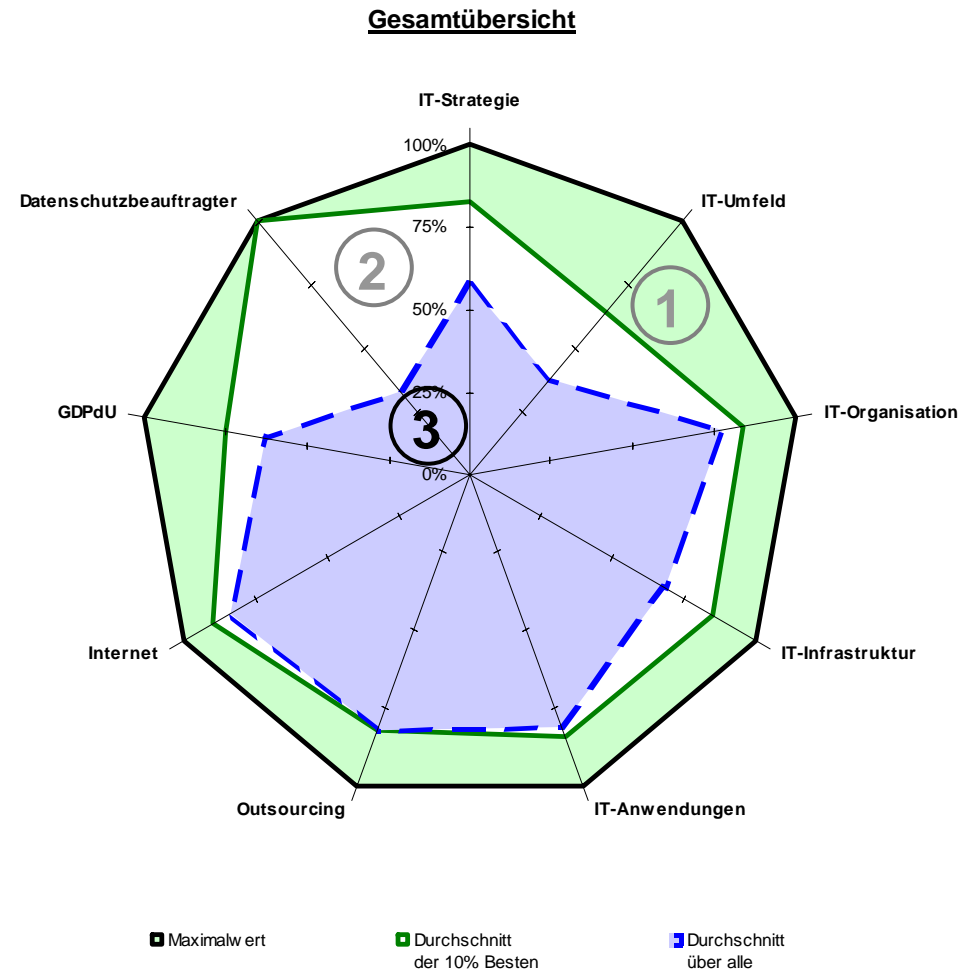 Gesamtübersicht
IT-Strategie
100%
Datenschutzbeauftragter
IT-Umfeld
75%
2
1
50%
25%
GDPdU
IT-Organisation
3
0%
Internet
IT-Infrastruktur
Outsourcing
IT-Anwendungen
Maximalwert
Durchschnitt
der 10% Besten
Durchschnitt
über alle